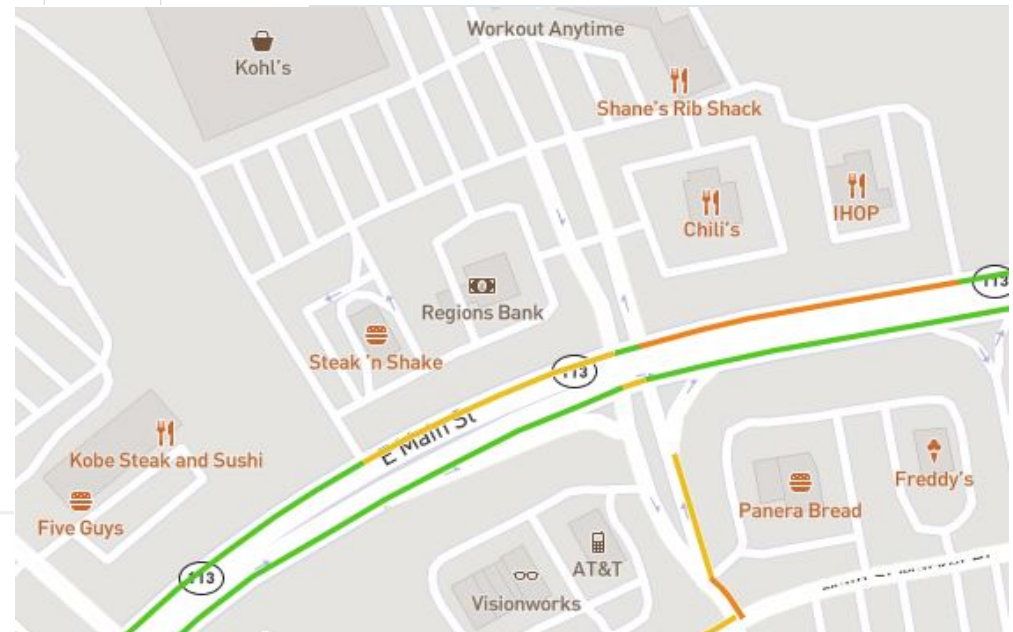 Workout Anytime
Kohl's
Shane's Rib Shack
IHOP
Chili's
113
Regions Bank
Steak 'n Shake
113
E Main St
Kobe Steak and Sushi
Five Guys
Freddy's
Panera Bread
113
AT&T
Visionworks